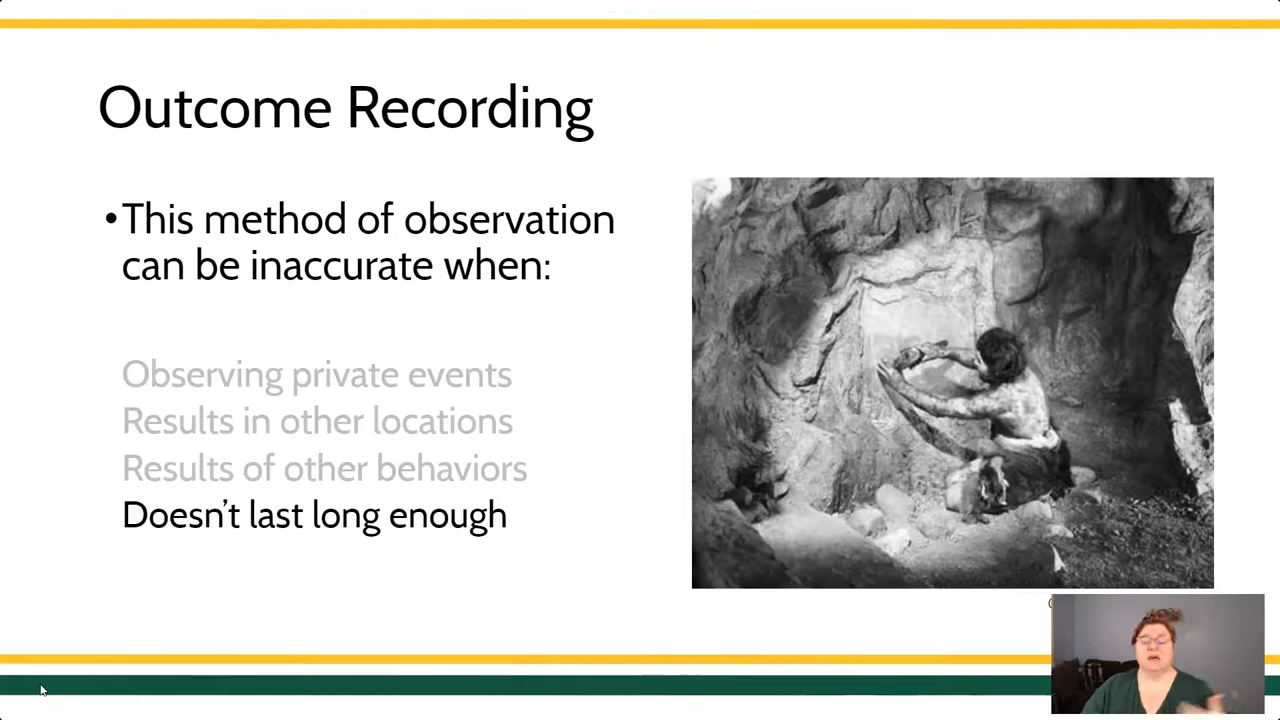 Outcome Recording
•This method of observation
can be inaccurate when:
Observing private events
Results in other locations
Results of other behaviors
Doesn't last long enough